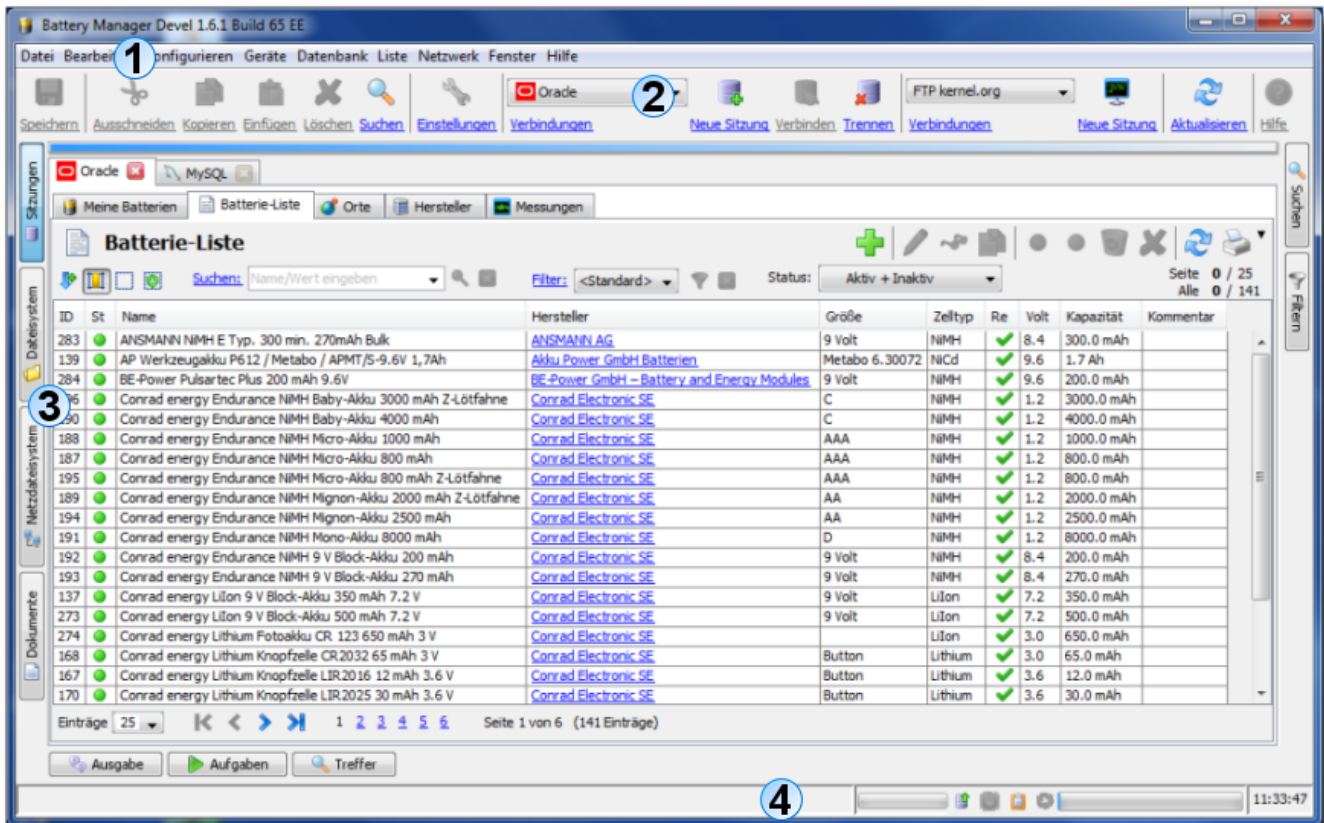 Battery Manager Devel 1.6.1 Build 65 EE
Datei Bearbei 1 onfigurieren Geräte Datenbank Liste Netzwerk Fenster Hilfe
Oracle 2 FTP kernel.org
Speichern Ausschneiden Kopieren Einfügen Löschen Suchen Einstellungen Verbindungen Neue Sitzung Verbinden Trennen Verbindungen Neue Sitzung Aktualisieren Hilfe
Sitzungen
Dateisystem
3
Netzdateisystem
Dokumente
Oracle MySQL
Meine Batterien Batterie-Liste Orte Hersteller Messungen
Batterie-Liste
Suchen: Name/Wert eingeben Filter: <Standard> Status: Aktiv + Inaktiv Seite 0 / 25
Alle 0 / 141
ID St Name Hersteller Größe Zelltyp Re Volt Kapazität Kommentar
283 ANSMANN NiMH E Typ. 300 min. 270mAh Bulk ANSMANN AG 9 Volt NiMH 8.4 300.0 mAh
139 AP Werkzeugakku P612 / Metabo / APMT/S-9.6V 1,7Ah Akku Power GmbH Batterien Metabo 6.30072 NiCd 9.6 1.7 Ah
284 BE-Power Pulsartec Plus 200 mAh 9.6V BE-Power GmbH – Battery and Energy Modules 9 Volt NiMH 9.6 200.0 mAh
6 Conrad energy Endurance NiMH Baby-Akku 3000 mAh Z-Lötfahne Conrad Electronic SE C NiMH 1.2 3000.0 mAh
90 Conrad energy Endurance NiMH Baby-Akku 4000 mAh Conrad Electronic SE C NiMH 1.2 4000.0 mAh
188 Conrad energy Endurance NiMH Micro-Akku 1000 mAh Conrad Electronic SE AAA NiMH 1.2 1000.0 mAh
187 Conrad energy Endurance NiMH Micro-Akku 800 mAh Conrad Electronic SE AAA NiMH 1.2 800.0 mAh
195 Conrad energy Endurance NiMH Micro-Akku 800 mAh Z-Lötfahne Conrad Electronic SE AAA NiMH 1.2 800.0 mAh
189 Conrad energy Endurance NiMH Mignon-Akku 2000 mAh Z-Lötfahne Conrad Electronic SE AA NiMH 1.2 2000.0 mAh
194 Conrad energy Endurance NiMH Mignon-Akku 2500 mAh Conrad Electronic SE AA NiMH 1.2 2500.0 mAh
191 Conrad energy Endurance NiMH Mono-Akku 8000 mAh Conrad Electronic SE D NiMH 1.2 8000.0 mAh
192 Conrad energy Endurance NiMH 9 V Block-Akku 200 mAh Conrad Electronic SE 9 Volt NiMH 8.4 200.0 mAh
193 Conrad energy Endurance NiMH 9 V Block-Akku 270 mAh Conrad Electronic SE 9 Volt NiMH 8.4 270.0 mAh
137 Conrad energy LiIon 9 V Block-Akku 350 mAh 7.2 V Conrad Electronic SE 9 Volt LiIon 7.2 350.0 mAh
273 Conrad energy LiIon 9 V Block-Akku 500 mAh 7.2 V Conrad Electronic SE 9 Volt LiIon 7.2 500.0 mAh
274 Conrad energy Lithium Fotoakku CR 123 650 mAh 3 V Conrad Electronic SE LiIon 3.0 650.0 mAh
168 Conrad energy Lithium Knopfzelle CR2032 65 mAh 3 V Conrad Electronic SE Button Lithium 3.0 65.0 mAh
167 Conrad energy Lithium Knopfzelle LIR2016 12 mAh 3.6 V Conrad Electronic SE Button Lithium 3.6 12.0 mAh
170 Conrad energy Lithium Knopfzelle LIR2025 30 mAh 3.6 V Conrad Electronic SE Button Lithium 3.6 30.0 mAh
Einträge 25 1 2 3 4 5 6 Seite 1 von 6 (141 Einträge)
Suchen
Filtern
Ausgabe Aufgaben Treffer
4 11:33:47